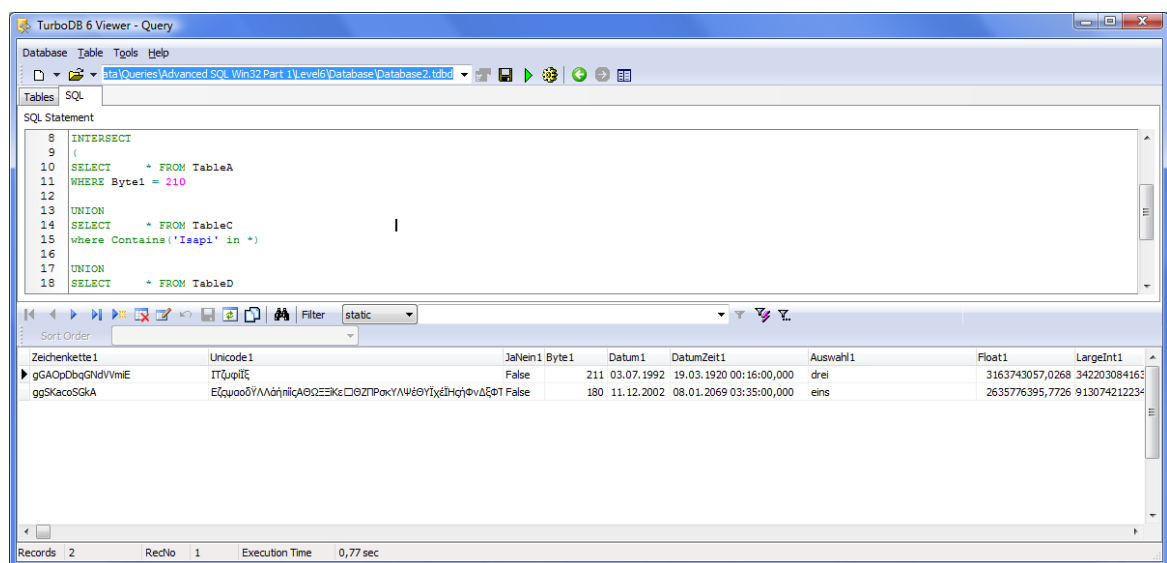 TurboDB 6 Viewer - Query
Database Table Tools Help
ata\Queries\Advanced SQL Win32 Part 1\Level6\Database\Database2.tdbd
Tables SQL
SQL Statement
8 INTERSECT
9 (
10 SELECT * FROM TableA
11 WHERE Byte1 = 210
12
13 UNION
14 SELECT * FROM TableC
15 where Contains('Isapi' in *)
16
17 UNION
18 SELECT * FROM TableD
Filter static
Sort Order
Zeichenkette1 Unicode1 JaNein1 Byte1 Datum1 DatumZeit1 Auswahl1 Float1 LargeInt1
gGAOpDbqGNdVVmiE False 211 03.07.1992 19.03.1920 00:16:00,000 drei 3163743057,0268 342203084163
ggSKacoSGkA False 180 11.12.2002 08.01.2069 03:35:00,000 eins 2635776395,7726 913074212234
Records 2 RecNo 1 Execution Time 0,77 sec